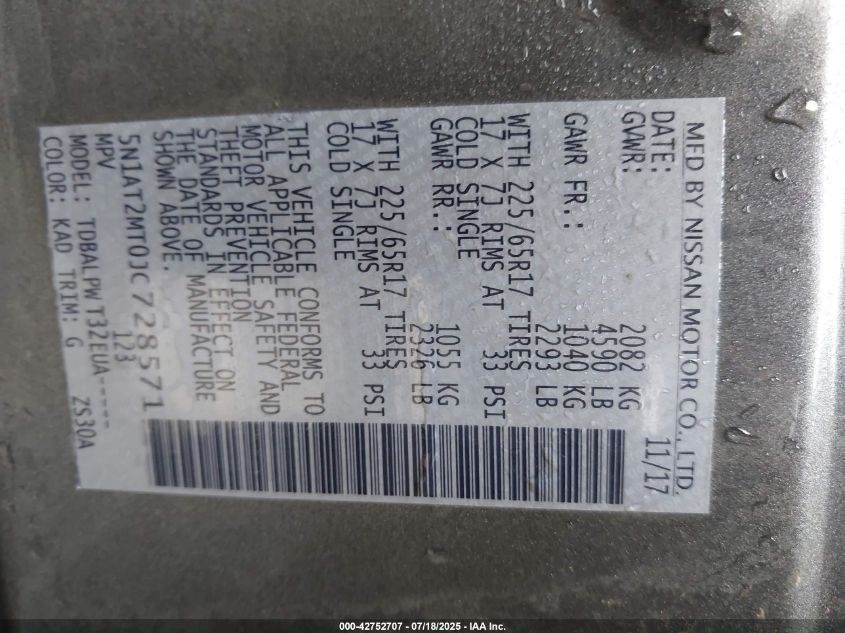 MFD BY NISSAN MOTOR CO., LTD.
DATE: 11/17
GVWR: 2082 KG
4590 LB
GAWR FR.: 1040 KG
2293 LB
WITH 225/65R17 TIRES
17 X 7J RIMS AT 33 PSI
COLD SINGLE
GAWR RR.: 1055 KG
2326 LB
WITH 225/65R17 TIRES
17 X 7J RIMS AT 33 PSI
COLD SINGLE
THIS VEHICLE CONFORMS TO
ALL APPLICABLE FEDERAL
MOTOR VEHICLE SAFETY AND
THEFT PREVENTION
STANDARDS IN EFFECT ON
THE DATE OF MANUFACTURE
SHOWN ABOVE.
5N1AT2MT0JC728571
MPV 123
MODEL: TDBALPW T32EUA-----
COLOR: KAD TRIM: G ZS30A
000-42752707 - 07/18/2025 - IAA Inc.